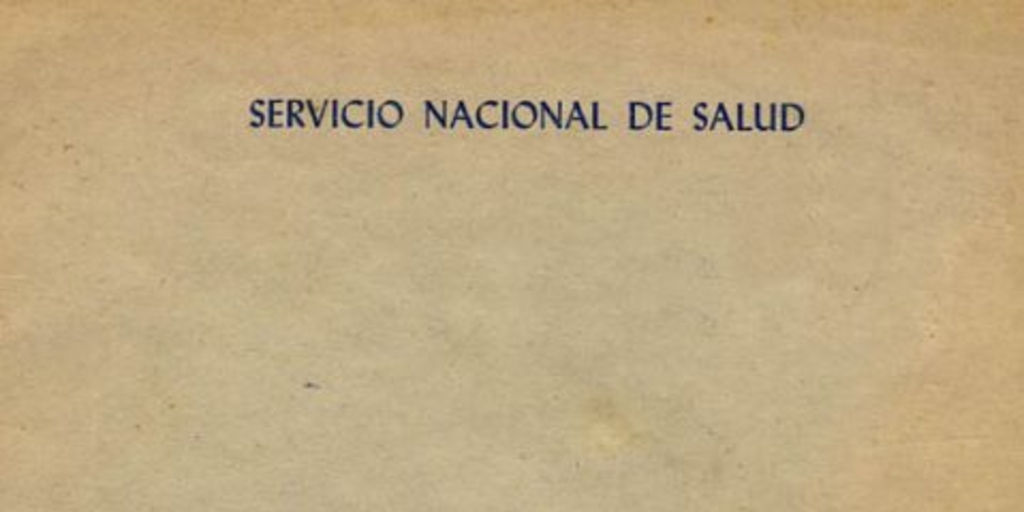 SERVICIO NACIONAL DE SALUD